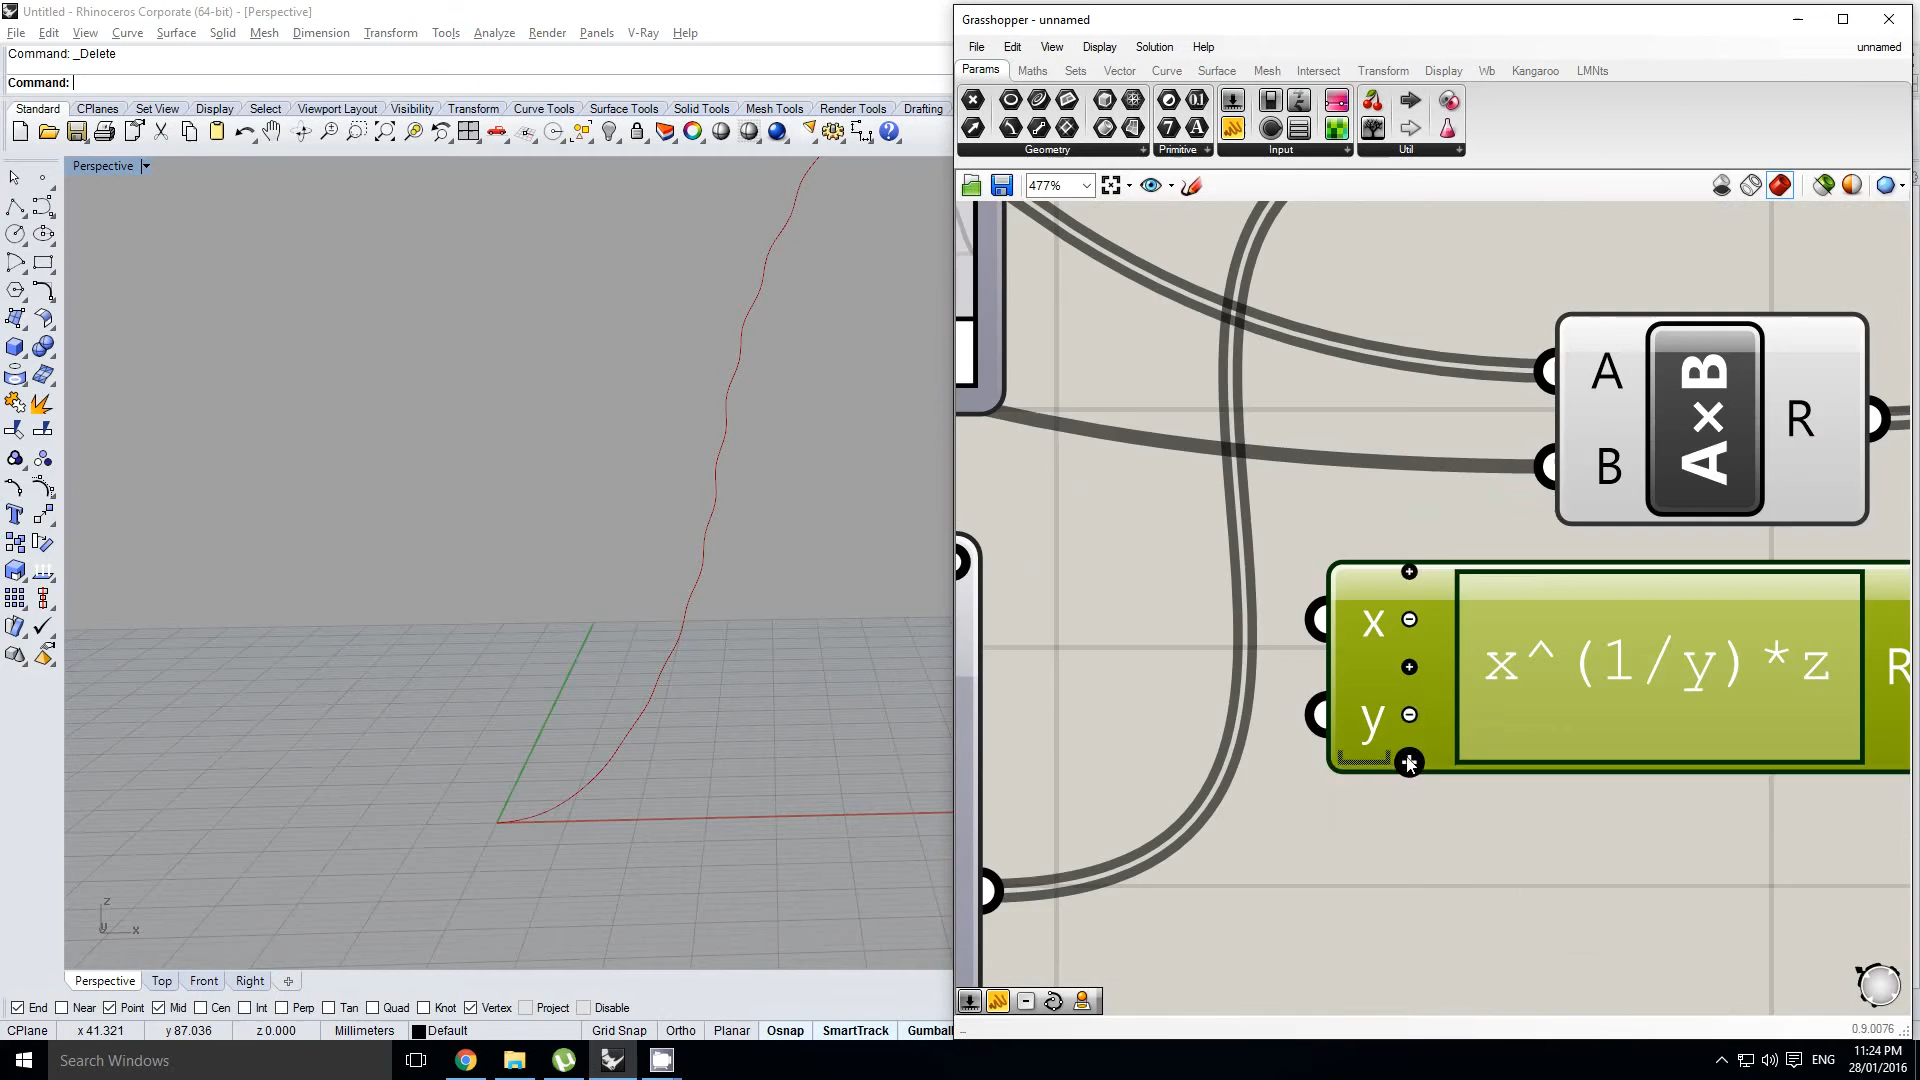 Untitled - Rhinoceros Corporate (64-bit) - [Perspective]
File Edit View Curve Surface Solid Mesh Dimension Transform Tools Analyze Render Panels V-Ray Help
Command: _Delete
Command:
Standard CPlanes Set View Display Select Viewport Layout Visibility Transform Curve Tools Surface Tools Solid Tools Mesh Tools Render Tools Drafting
Perspective
z
y x
Perspective Top Front Right
End Near Point Mid Cen Int Perp Tan Quad Knot Vertex Project Disable
CPlane x 41.321 y 87.036 z 0.000 Millimeters Default Grid Snap Ortho Planar Osnap SmartTrack Gumball
Grasshopper - unnamed
File Edit View Display Solution Help unnamed
Params Maths Sets Vector Curve Surface Mesh Intersect Transform Display Wb Kangaroo LMNts
Geometry Primitive Input Util
477%
A
B
A×B
R
x
y
x^(1/y)*z
R
...
0.9.0076
Search Windows
ENG
11:24 PM
28/01/2016